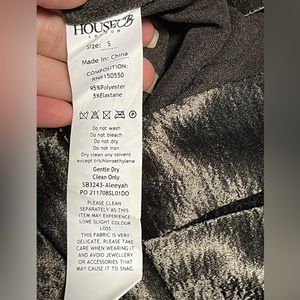 HOUSE OF CB
LONDON
Size: S
Made in: China
COMPOSITION:
RN#150550
95%Polyester
5%Elastane
Do not wash
Do not bleach
Do not dry
Do not iron
Dry clean any solvent
except trichloroethylene
Gentle Dry
Clean Only
SB3243-Aleeyah
PO 211708SL01DO
PLEASE CLEAN
SEPARATELY AS THIS
ITEM MAY EXPERIENCE
SOME SLIGHT COLOUR
LOSS
THIS FABRIC IS VERY
DELICATE, PLEASE TAKE
CARE WHEN WEARING IT
AND AVOID JEWELLERY
OR ACCESSORIES THAT
MAY CAUSE IT TO SNAG.